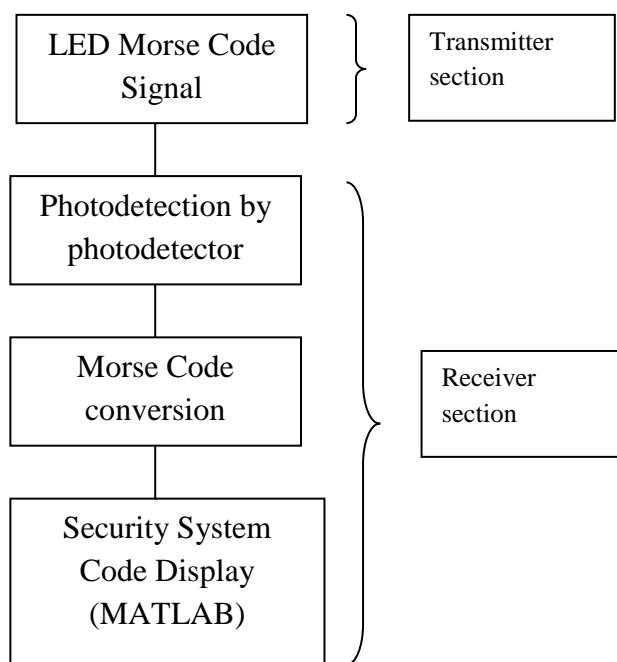 LED Morse Code
Signal
Transmitter
section
Photodetection by
photodetector
Morse Code
conversion
Receiver
section
Security System
Code Display
(MATLAB)